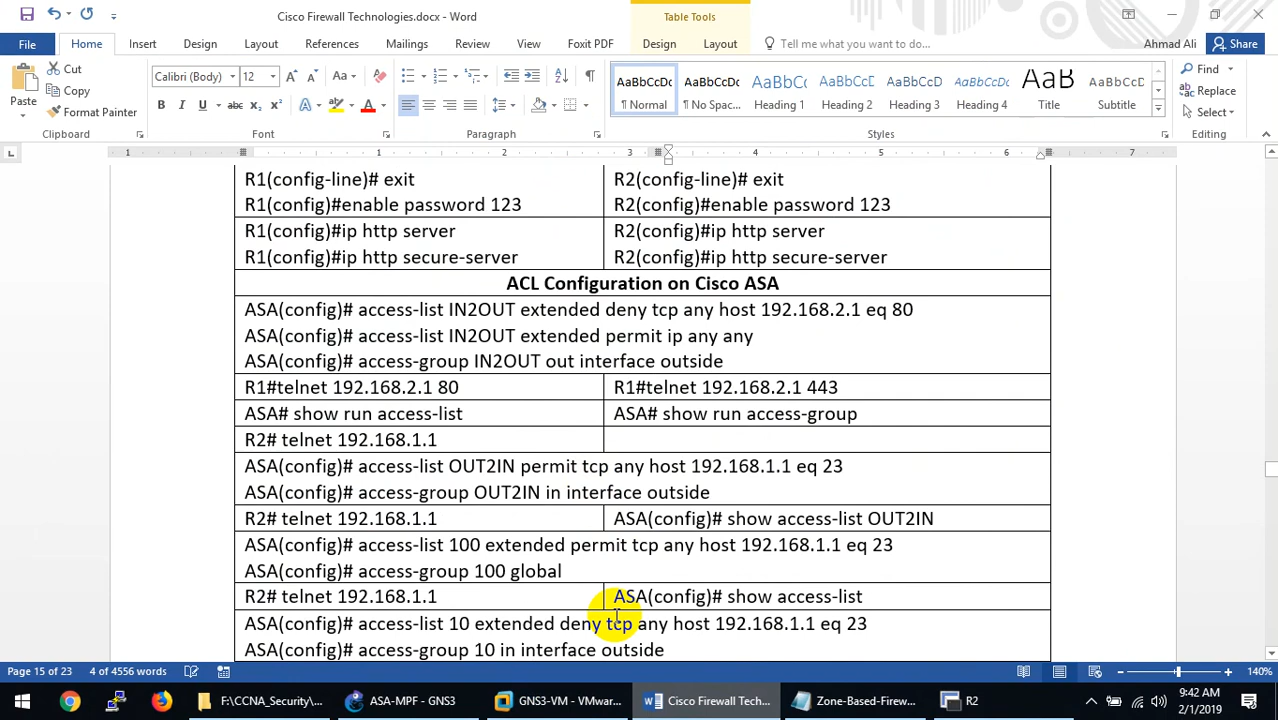 Cisco Firewall Technologies.docx - Word
Table Tools
File Home Insert Design Layout References Mailings Review View Foxit PDF Design Layout Tell me what you want to do... Ahmad Ali Share
Paste
Cut
Copy
Format Painter
Calibri (Body) 12
AaBbCcDc AaBbCcDc AaBbC( AaBbCcE AaBbCcD AaBbCcD AaB AaBbCcD
¶ Normal ¶ No Spac... Heading 1 Heading 2 Heading 3 Heading 4 Title Subtitle
Find
Replace
Select
Clipboard Font Paragraph Styles Editing
1 1 2 3 4 5 6 7
R1(config-line)# exit R2(config-line)# exit
R1(config)#enable password 123 R2(config)#enable password 123
R1(config)#ip http server R2(config)#ip http server
R1(config)#ip http secure-server R2(config)#ip http secure-server
ACL Configuration on Cisco ASA
ASA(config)# access-list IN2OUT extended deny tcp any host 192.168.2.1 eq 80
ASA(config)# access-list IN2OUT extended permit ip any any
ASA(config)# access-group IN2OUT out interface outside
R1#telnet 192.168.2.1 80 R1#telnet 192.168.2.1 443
ASA# show run access-list ASA# show run access-group
R2# telnet 192.168.1.1
ASA(config)# access-list OUT2IN permit tcp any host 192.168.1.1 eq 23
ASA(config)# access-group OUT2IN in interface outside
R2# telnet 192.168.1.1 ASA(config)# show access-list OUT2IN
ASA(config)# access-list 100 extended permit tcp any host 192.168.1.1 eq 23
ASA(config)# access-group 100 global
R2# telnet 192.168.1.1 ASA(config)# show access-list
ASA(config)# access-list 10 extended deny tcp any host 192.168.1.1 eq 23
ASA(config)# access-group 10 in interface outside
Page 15 of 23 4 of 4556 words 140%
F:\CCNA_Security\... ASA-MPF - GNS3 GNS3-VM - VMware... Cisco Firewall Tech... Zone-Based-Firew... R2 9:42 AM
2/1/2019